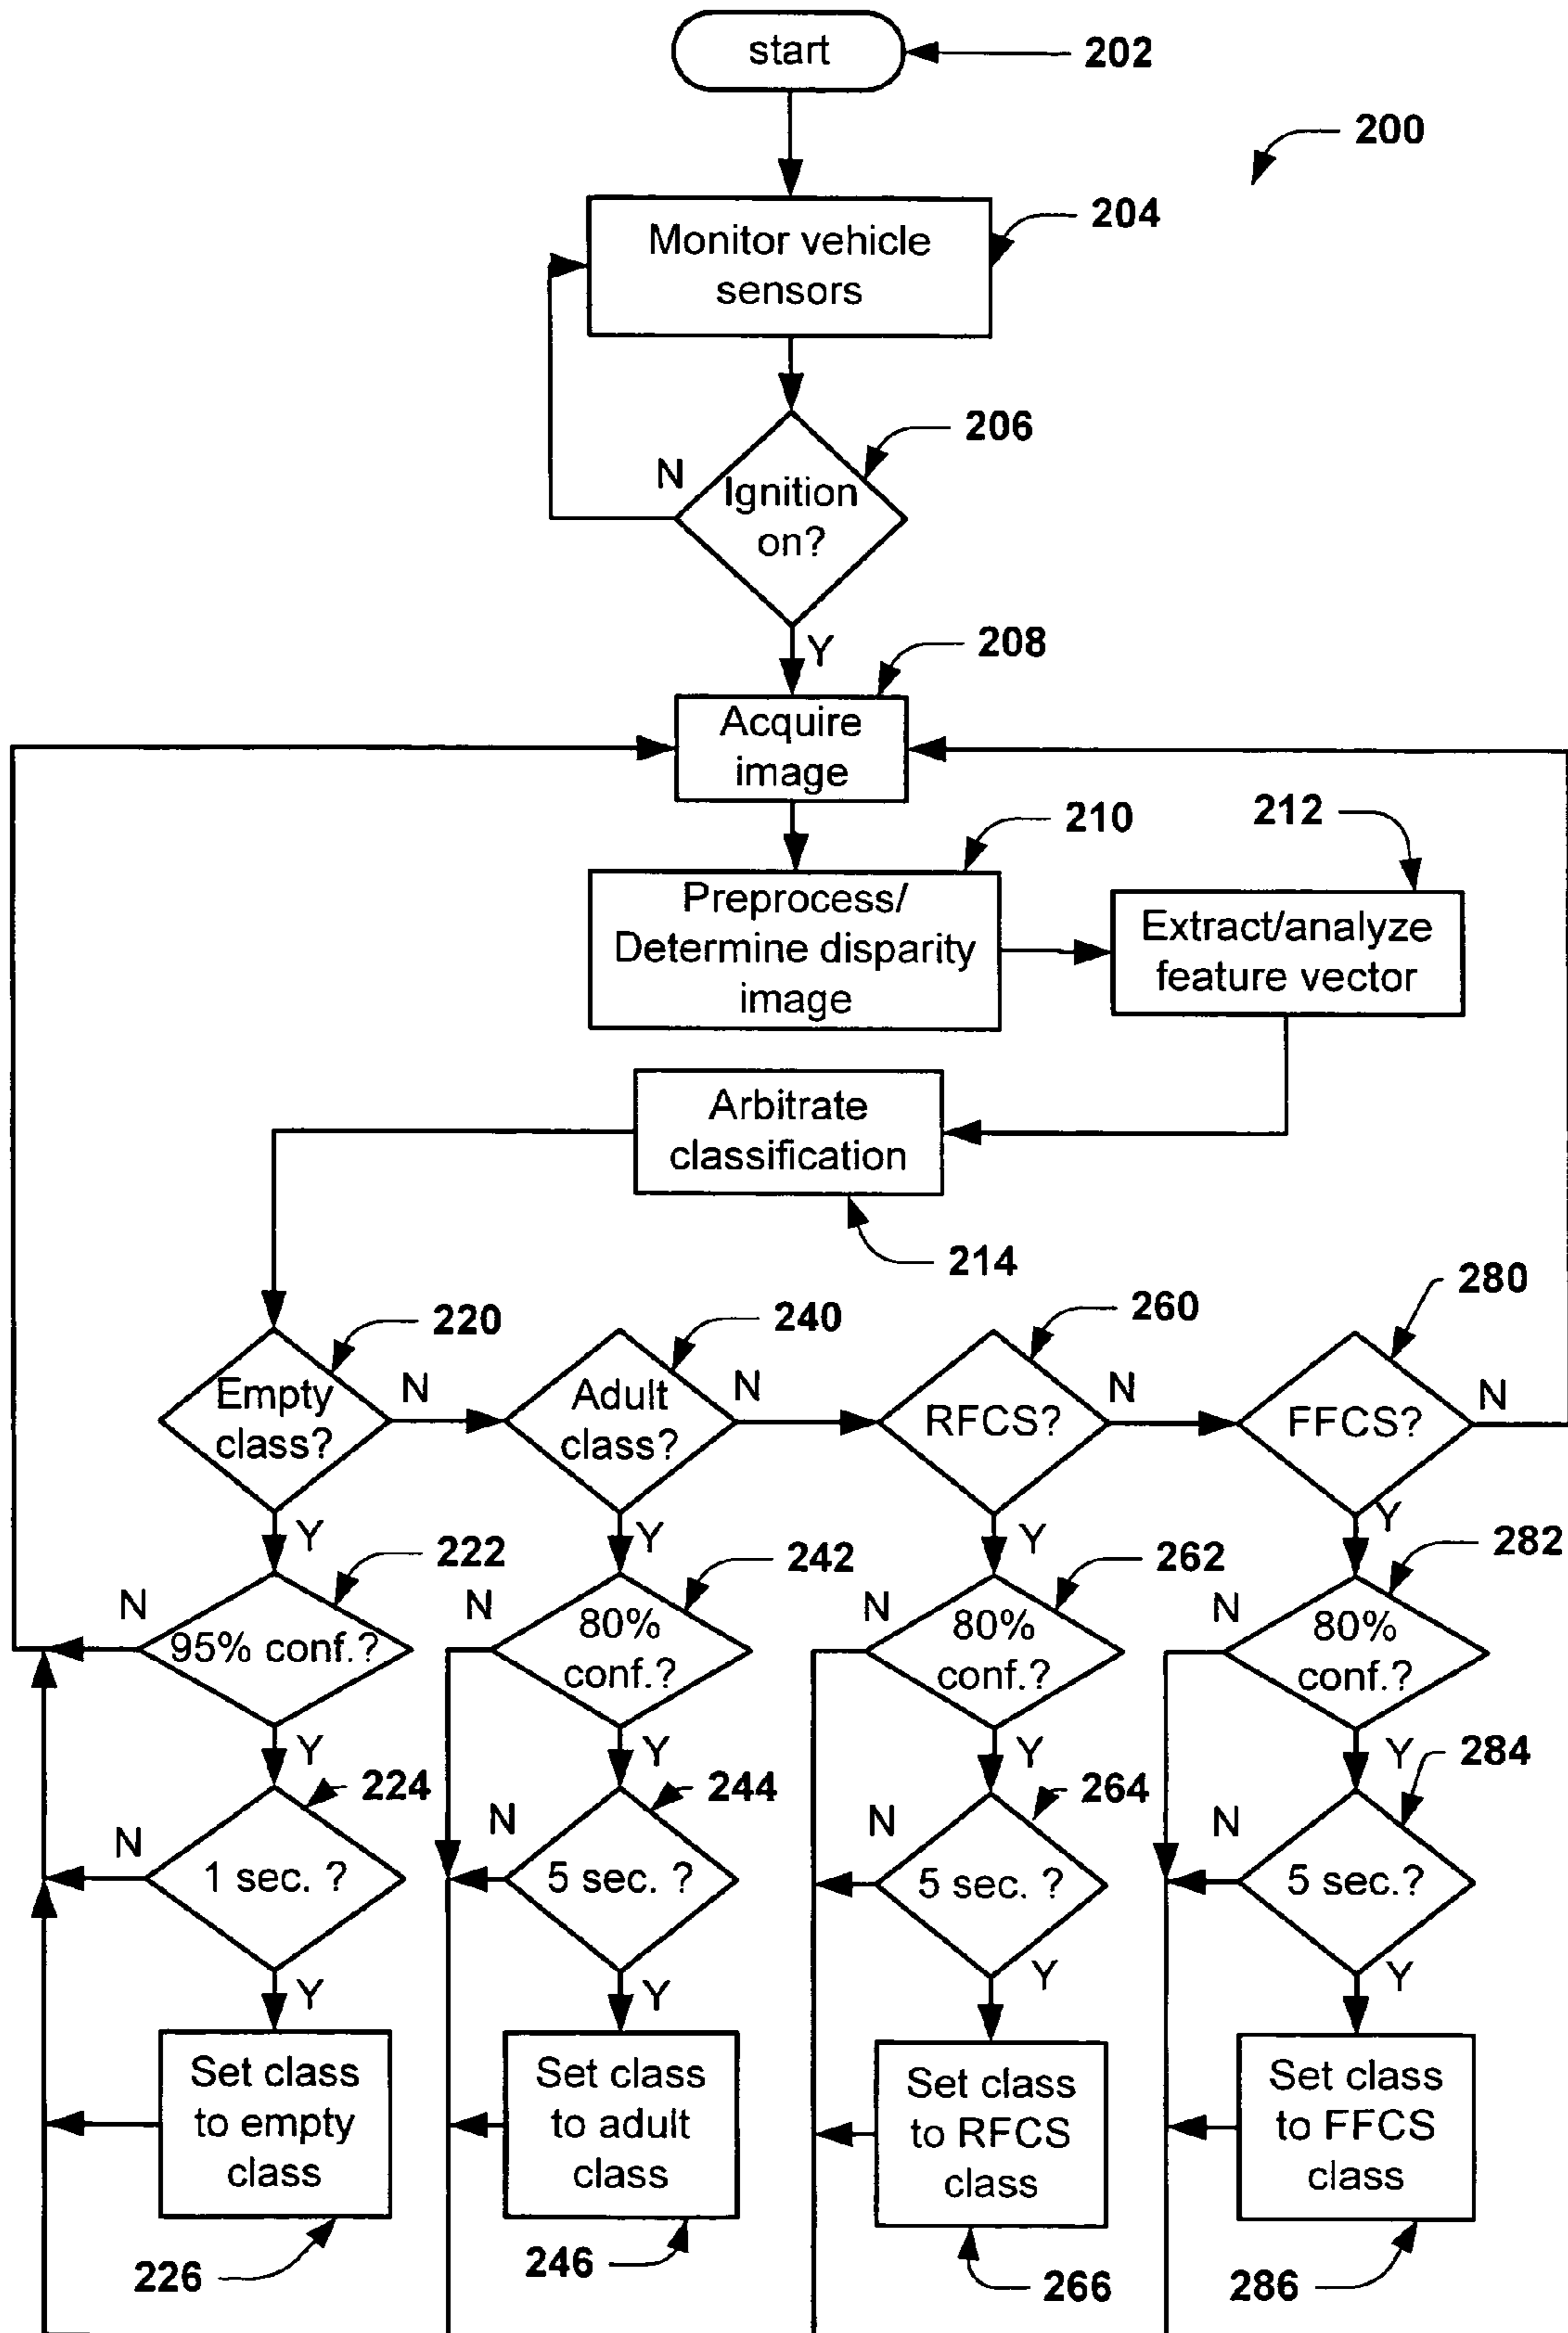 start
202
200
Monitor vehicle
sensors
204
206
N
Ignition
on?
Y
208
Acquire
image
210
212
Preprocess/
Determine disparity
image
Extract/analyze
feature vector
Arbitrate
classification
214
220
240
260
280
Empty
class?
N
Adult
class?
N
RFCS?
N
FFCS?
N
Y
Y
Y
Y
222
242
262
282
N
95% conf.?
N
80%
conf.?
N
80%
conf.?
N
80%
conf.?
Y
Y
Y
Y
224
244
264
284
N
1 sec. ?
N
5 sec. ?
N
5 sec. ?
N
5 sec.?
Y
Y
Y
Y
Set class
to empty
class
Set class
to adult
class
Set class
to RFCS
class
Set class
to FFCS
class
226
246
266
286